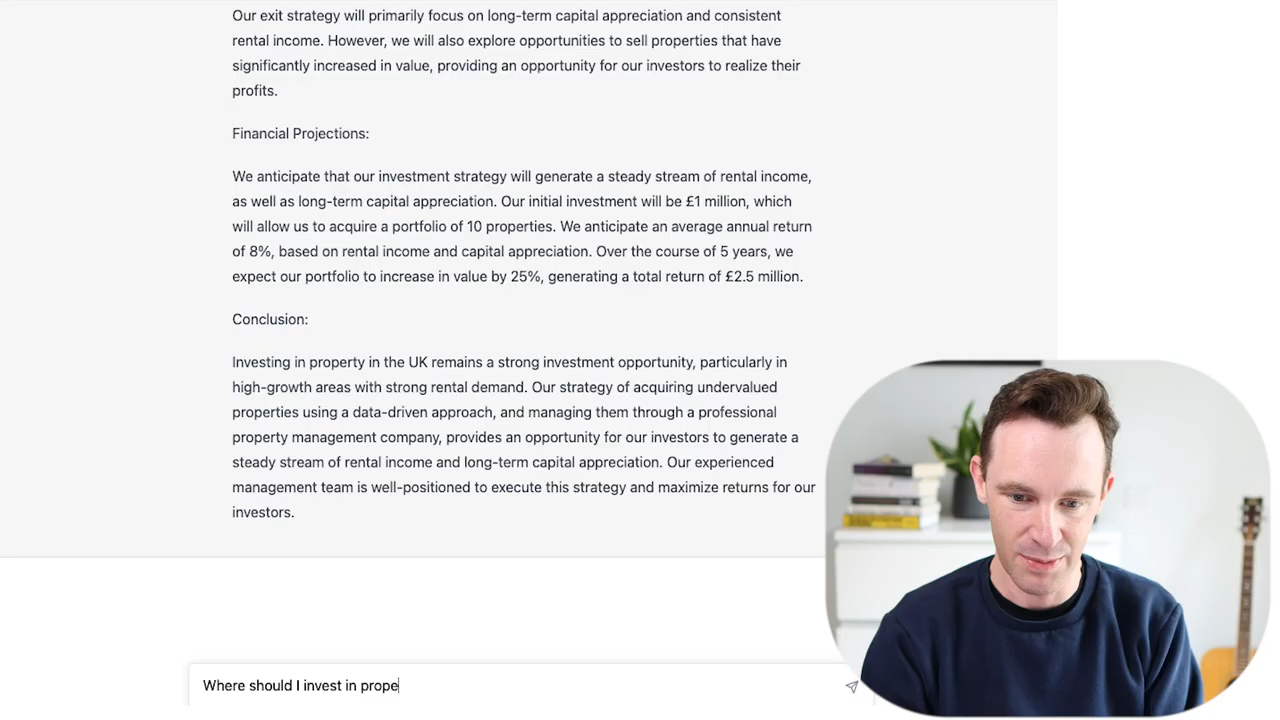 Our exit strategy will primarily focus on long-term capital appreciation and consistent
rental income. However, we will also explore opportunities to sell properties that have
significantly increased in value, providing an opportunity for our investors to realize their
profits.
Financial Projections:
We anticipate that our investment strategy will generate a steady stream of rental income,
as well as long-term capital appreciation. Our initial investment will be £1 million, which
will allow us to acquire a portfolio of 10 properties. We anticipate an average annual return
of 8%, based on rental income and capital appreciation. Over the course of 5 years, we
expect our portfolio to increase in value by 25%, generating a total return of £2.5 million.
Conclusion:
Investing in property in the UK remains a strong investment opportunity, particularly in
high-growth areas with strong rental demand. Our strategy of acquiring undervalued
properties using a data-driven approach, and managing them through a professional
property management company, provides an opportunity for our investors to generate a
steady stream of rental income and long-term capital appreciation. Our experienced
management team is well-positioned to execute this strategy and maximize returns for our
investors.
Where should I invest in prope